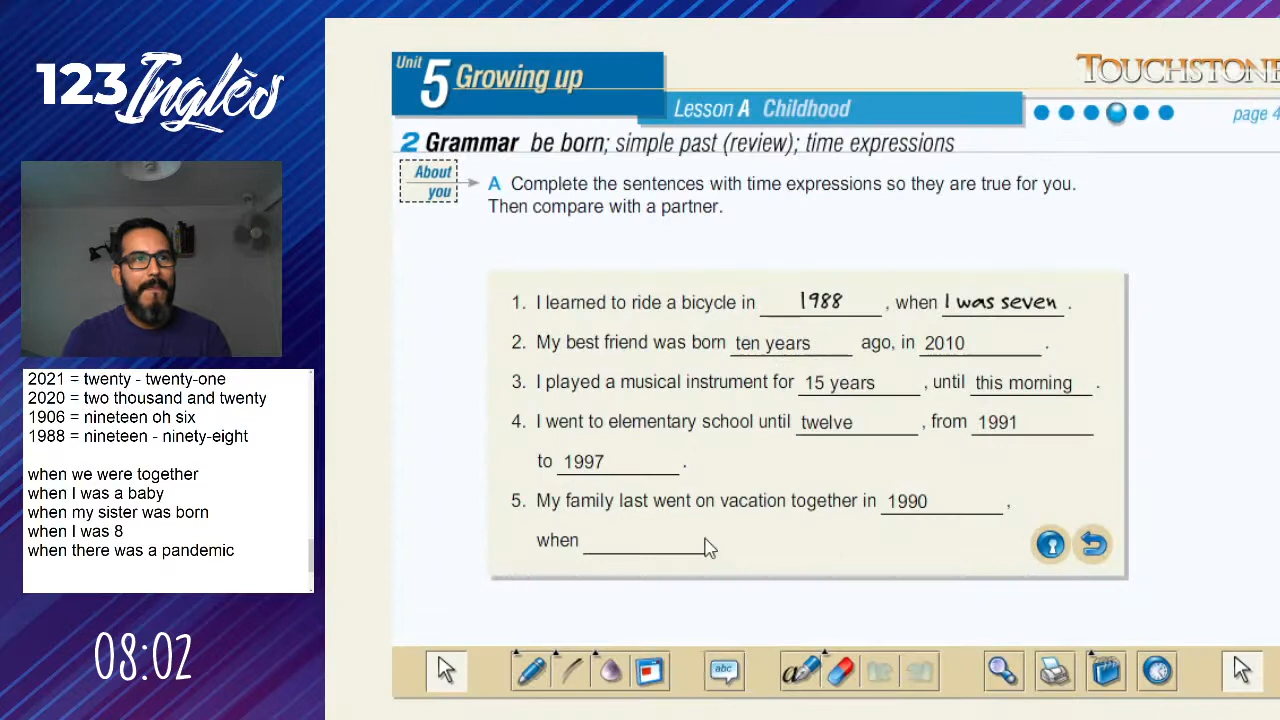 123 Inglès
2021 = twenty - twenty-one
2020 = two thousand and twenty
1906 = nineteen oh six
1988 = nineteen - ninety-eight
when we were together
when I was a baby
when my sister was born
when I was 8
when there was a pandemic
08:02
Unit 5 Growing up
TOUCHSTONE
Lesson A Childhood
page 4
2 Grammar be born; simple past (review); time expressions
About
you
A Complete the sentences with time expressions so they are true for you.
Then compare with a partner.
1. I learned to ride a bicycle in 1988, when I was seven.
2. My best friend was born ten years ago, in 2010.
3. I played a musical instrument for 15 years, until this morning.
4. I went to elementary school until twelve, from 1991
to 1997.
5. My family last went on vacation together in 1990,
when
abc
a